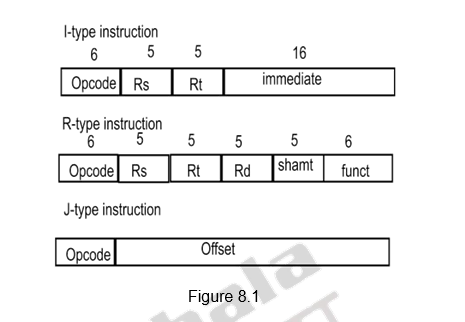 I-type instruction
6 5 5 16
Opcode Rs Rt immediate
R-type instruction
6 5 5 5 5 6
Opcode Rs Rt Rd shamt funct
J-type instruction
Opcode Offset
Figure 8.1